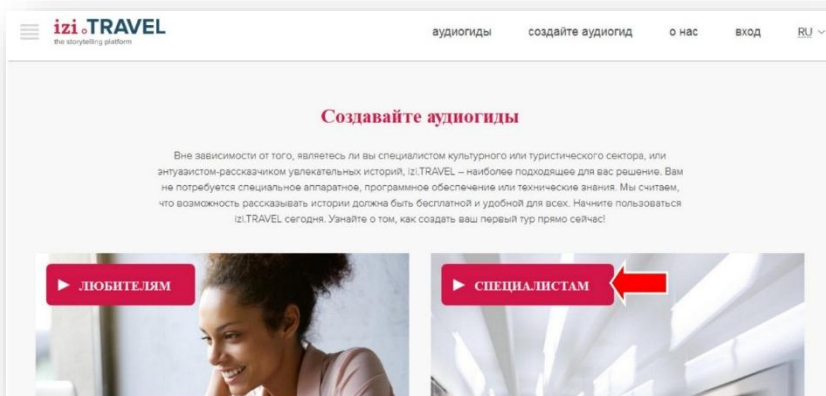 izi.TRAVEL
the storytelling platform
аудиогиды создайте аудиогид о нас вход RU
Создавайте аудиогиды
Вне зависимости от того, являетесь ли вы специалистом культурного или туристического сектора, или
энтузиастом-рассказчиком увлекательных историй, izi.TRAVEL – наиболее подходящее для вас решение. Вам
не потребуется специальное аппаратное, программное обеспечение или технические знания. Мы считаем,
что возможность рассказывать истории должна быть бесплатной и удобной для всех. Начните пользоваться
izi.TRAVEL сегодня. Узнайте о том, как создать ваш первый тур прямо сейчас!
ЛЮБИТЕЛЯМ
СПЕЦИАЛИСТАМ